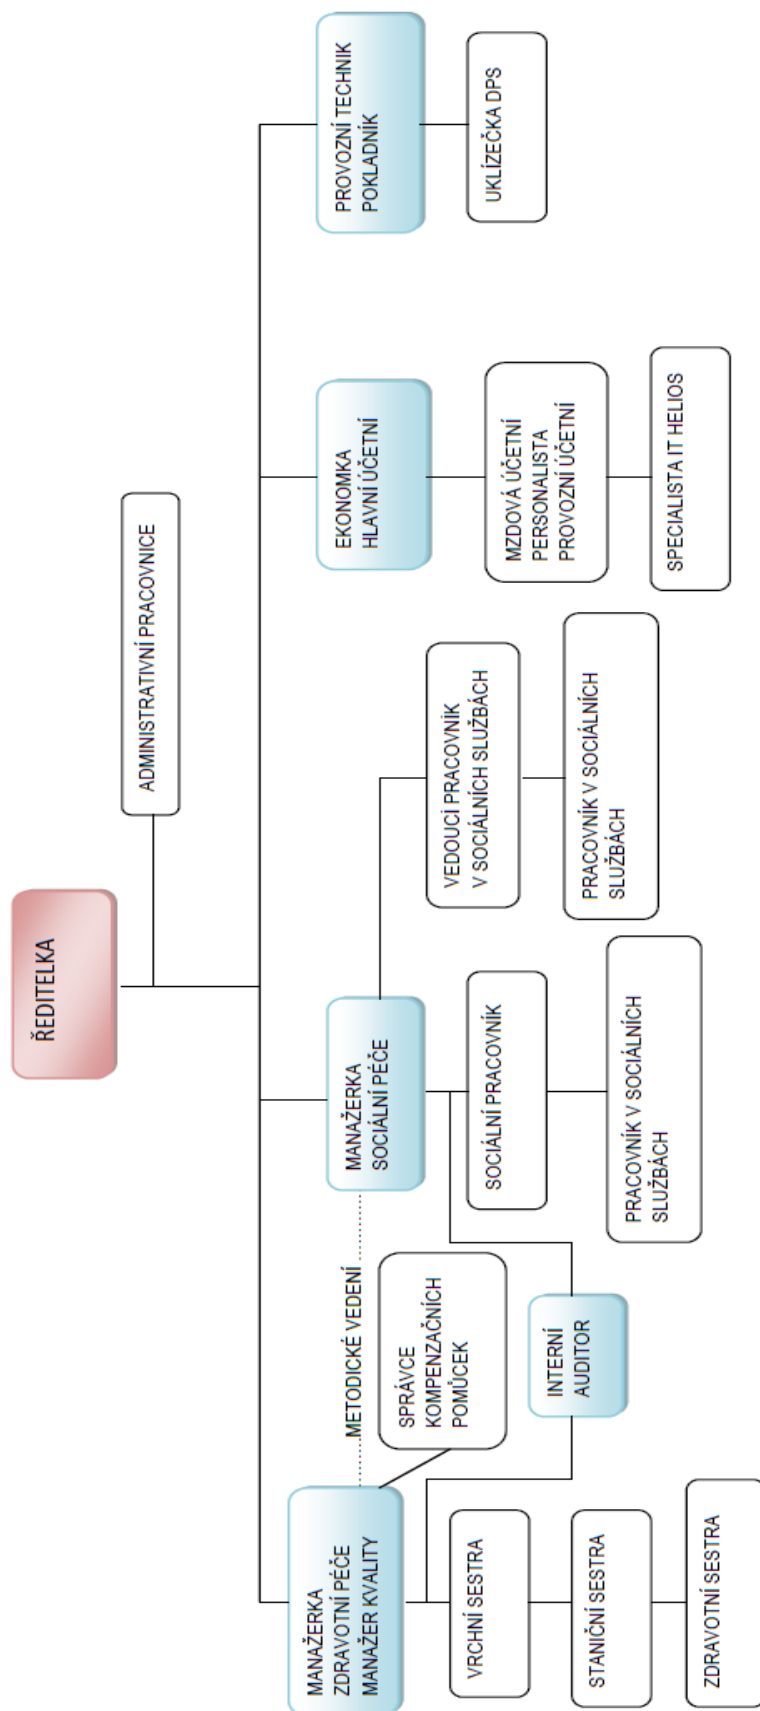 ŘEDITELKA
ADMINISTRATIVNÍ PRACOVNICE
MANAŽERKA
ZDRAVOTNÍ PÉČE
MANAŽER KVALITY
METODICKÉ VEDENÍ
MANAŽERKA
SOCIÁLNÍ PÉČE
EKONOMKA
HLAVNÍ ÚČETNÍ
PROVOZNÍ TECHNIK
POKLADNÍK
SPRÁVCE
KOMPENZAČNÍCH
POMŮCEK
VRCHNÍ SESTRA
STANIČNÍ SESTRA
ZDRAVOTNÍ SESTRA
INTERNÍ
AUDITOR
SOCIÁLNÍ PRACOVNÍK
PRACOVNÍK V SOCIÁLNÍCH
SLUŽBÁCH
VEDOUCÍ PRACOVNÍK
V SOCIÁLNÍCH SLUŽBÁCH
PRACOVNÍK V SOCIÁLNÍCH
SLUŽBÁCH
MZDOVÁ ÚČETNÍ
PERSONALISTA
PROVOZNÍ ÚČETNÍ
SPECIALISTA IT HELIOS
UKLÍZEČKA DPS